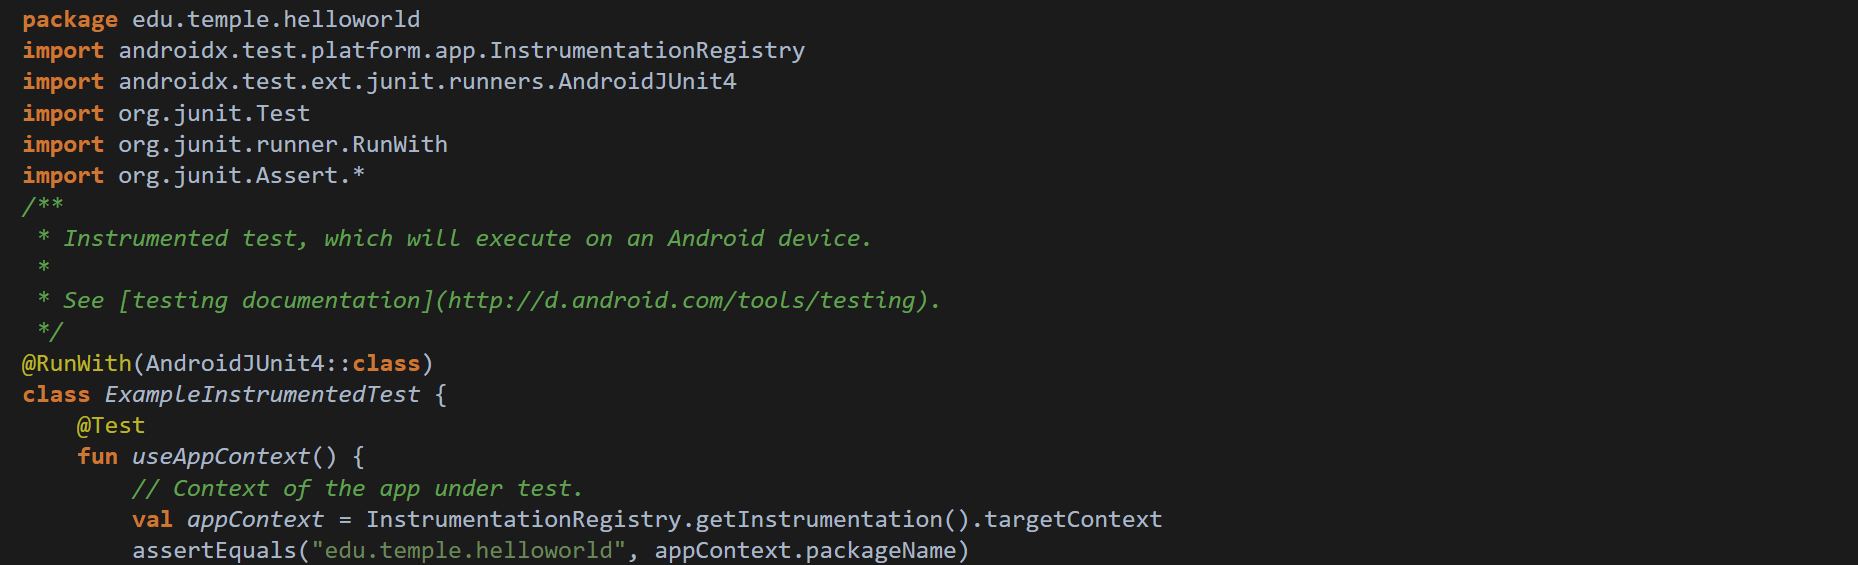 package edu.temple.helloworld
import androidx.test.platform.app.InstrumentationRegistry
import androidx.test.ext.junit.runners.AndroidJUnit4
import org.junit.Test
import org.junit.runner.RunWith
import org.junit.Assert.*
/**
 * Instrumented test, which will execute on an Android device.
 *
 * See [testing documentation](http://d.android.com/tools/testing).
 */
@RunWith(AndroidJUnit4::class)
class ExampleInstrumentedTest {
    @Test
    fun useAppContext() {
        // Context of the app under test.
        val appContext = InstrumentationRegistry.getInstrumentation().targetContext
        assertEquals("edu.temple.helloworld", appContext.packageName)